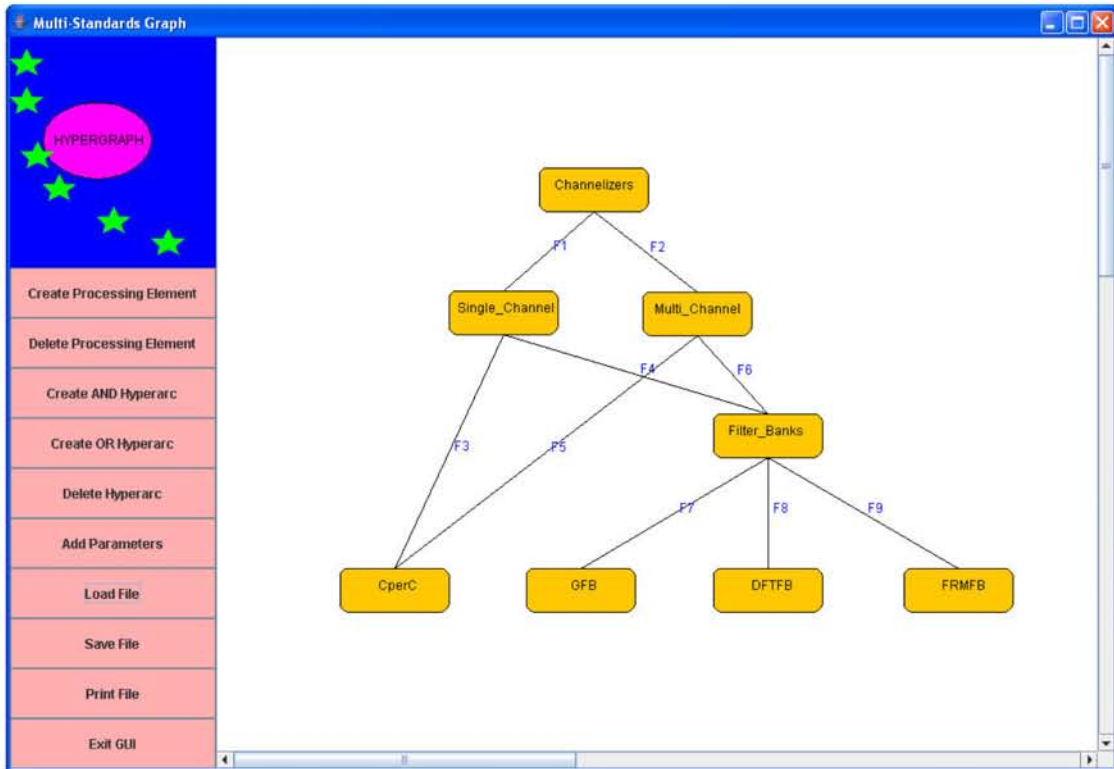 Multi-Standards Graph
HYPERGRAPH
Create Processing Element
Delete Processing Element
Create AND Hyperarc
Create OR Hyperarc
Delete Hyperarc
Add Parameters
Load File
Save File
Print File
Exit GUI
Channelizers
F1
F2
Single_Channel
Multi_Channel
F4
F6
Filter_Banks
F3
F5
F7
F8
F9
CperC
GFB
DFTFB
FRMFB